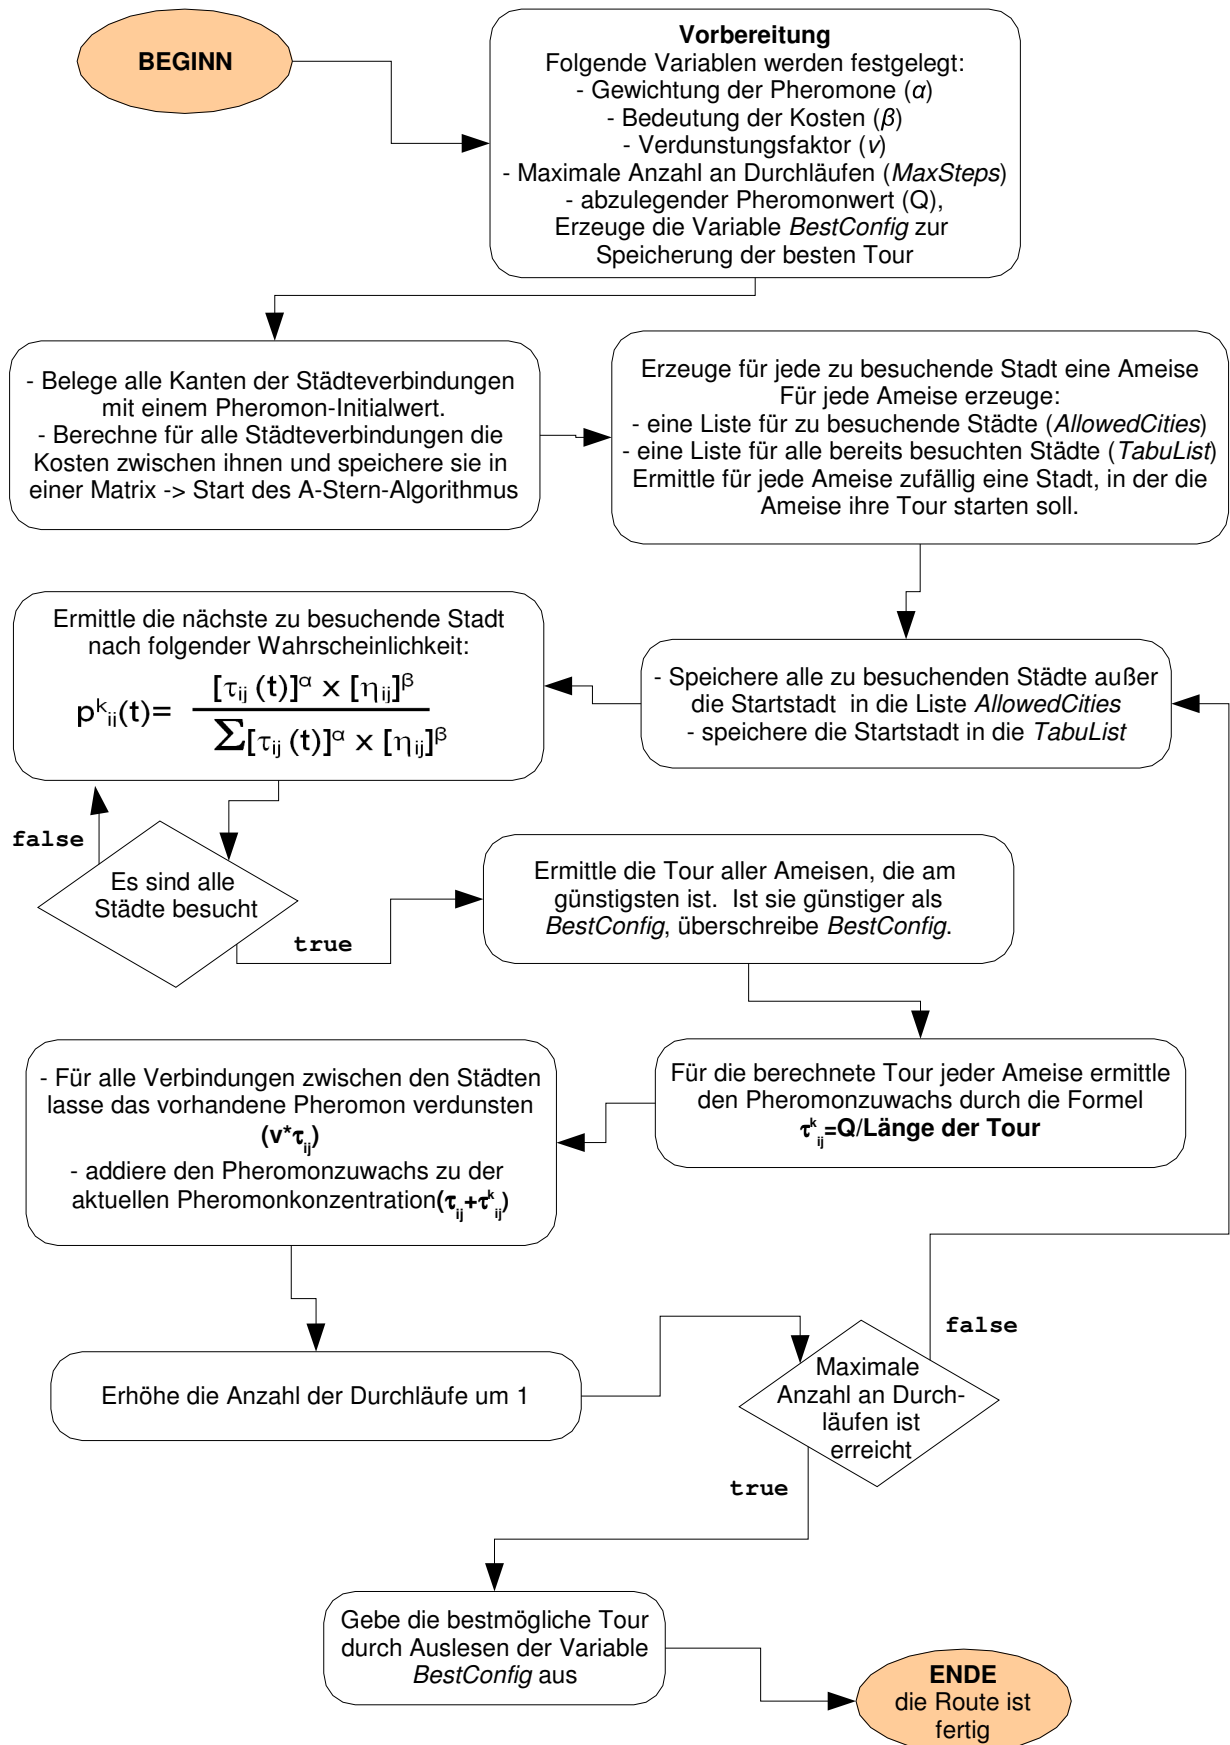 BEGINN
Vorbereitung
Folgende Variablen werden festgelegt:
- Gewichtung der Pheromone (α)
- Bedeutung der Kosten (β)
- Verdunstungsfaktor (v)
- Maximale Anzahl an Durchläufen (MaxSteps)
- abzulegender Pheromonwert (Q),
Erzeuge die Variable BestConfig zur
Speicherung der besten Tour
- Belege alle Kanten der Städteverbindungen
mit einem Pheromon-Initialwert.
- Berechne für alle Städteverbindungen die
Kosten zwischen ihnen und speichere sie in
einer Matrix -> Start des A-Stern-Algorithmus
Erzeuge für jede zu besuchende Stadt eine Ameise
Für jede Ameise erzeuge:
- eine Liste für zu besuchende Städte (AllowedCities)
- eine Liste für alle bereits besuchten Städte (TabuList)
Ermittle für jede Ameise zufällig eine Stadt, in der die
Ameise ihre Tour starten soll.
- Speichere alle zu besuchenden Städte außer
die Startstadt in die Liste AllowedCities
- speichere die Startstadt in die TabuList
Ermittle die nächste zu besuchende Stadt
nach folgender Wahrscheinlichkeit:
[τij (t)]α x [ηij]β
pkii(t)=
Σ[τij (t)]α x [ηij]β
false
Es sind alle
Städte besucht
true
Ermittle die Tour aller Ameisen, die am
günstigsten ist. Ist sie günstiger als
BestConfig, überschreibe BestConfig.
Für die berechnete Tour jeder Ameise ermittle
den Pheromonzuwachs durch die Formel
τkij=Q/Länge der Tour
- Für alle Verbindungen zwischen den Städten
lasse das vorhandene Pheromon verdunsten
(v*τij)
- addiere den Pheromonzuwachs zu der
aktuellen Pheromonkonzentration(τij+τkij)
Erhöhe die Anzahl der Durchläufe um 1
Maximale
Anzahl an Durch-
läufen ist
erreicht
false
true
Gebe die bestmögliche Tour
durch Auslesen der Variable
BestConfig aus
ENDE
die Route ist
fertig